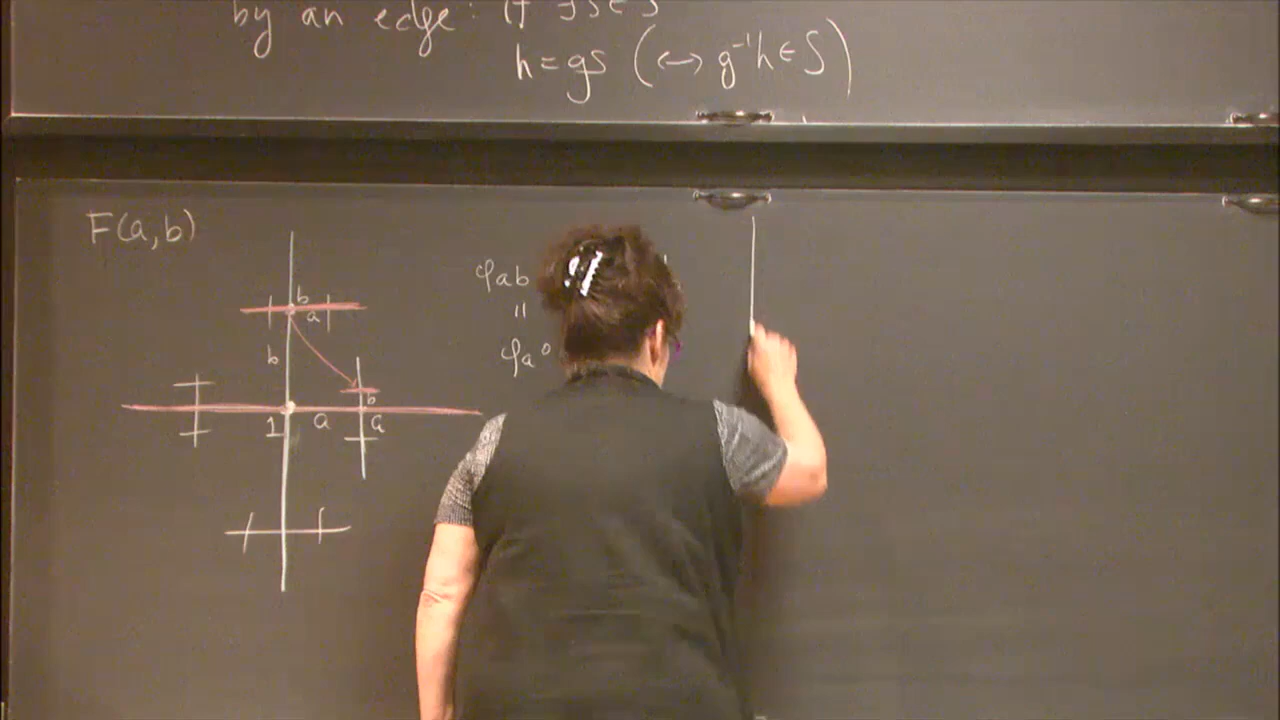 by an edge: if
h = gs (↔ g⁻¹h ∈ S)
F(a,b)
b
a
b
b
1
a
a
φab
=
φa∘